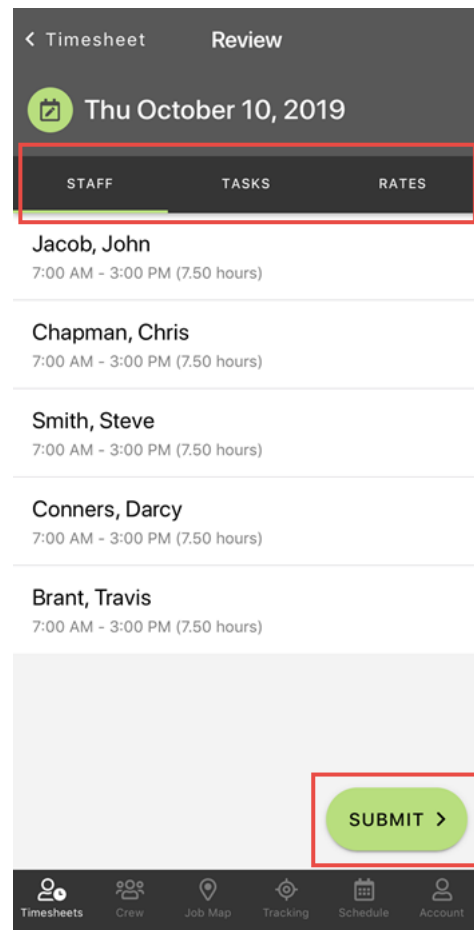 Timesheet Review
Thu October 10, 2019
STAFF TASKS RATES
Jacob, John
7:00 AM - 3:00 PM (7.50 hours)
Chapman, Chris
7:00 AM - 3:00 PM (7.50 hours)
Smith, Steve
7:00 AM - 3:00 PM (7.50 hours)
Conners, Darcy
7:00 AM - 3:00 PM (7.50 hours)
Brant, Travis
7:00 AM - 3:00 PM (7.50 hours)
SUBMIT
Timesheets Crew Job Map Tracking Schedule Account